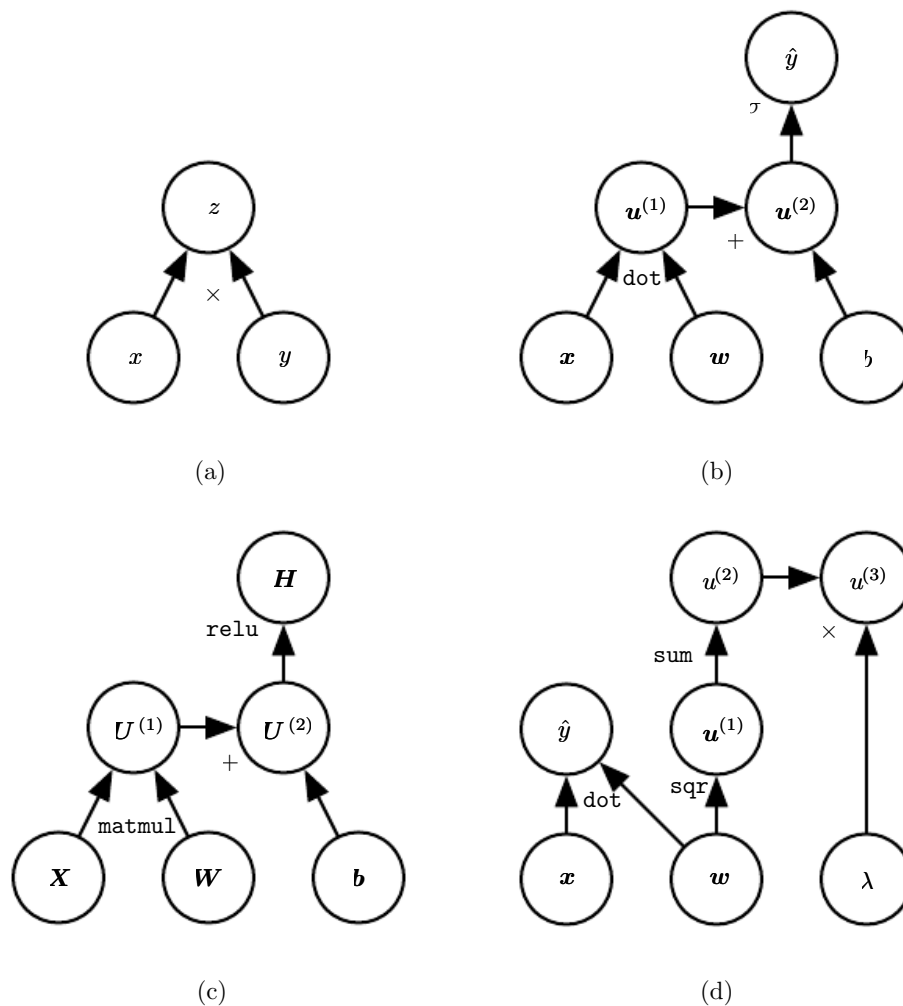 z
×
x
y
(a)
ŷ
σ
u⁽¹⁾
u⁽²⁾
+
dot
x
w
b
(b)
H
relu
U⁽¹⁾
U⁽²⁾
+
matmul
X
W
b
(c)
u⁽²⁾
u⁽³⁾
×
sum
ŷ
u⁽¹⁾
dot
sqr
x
w
λ
(d)